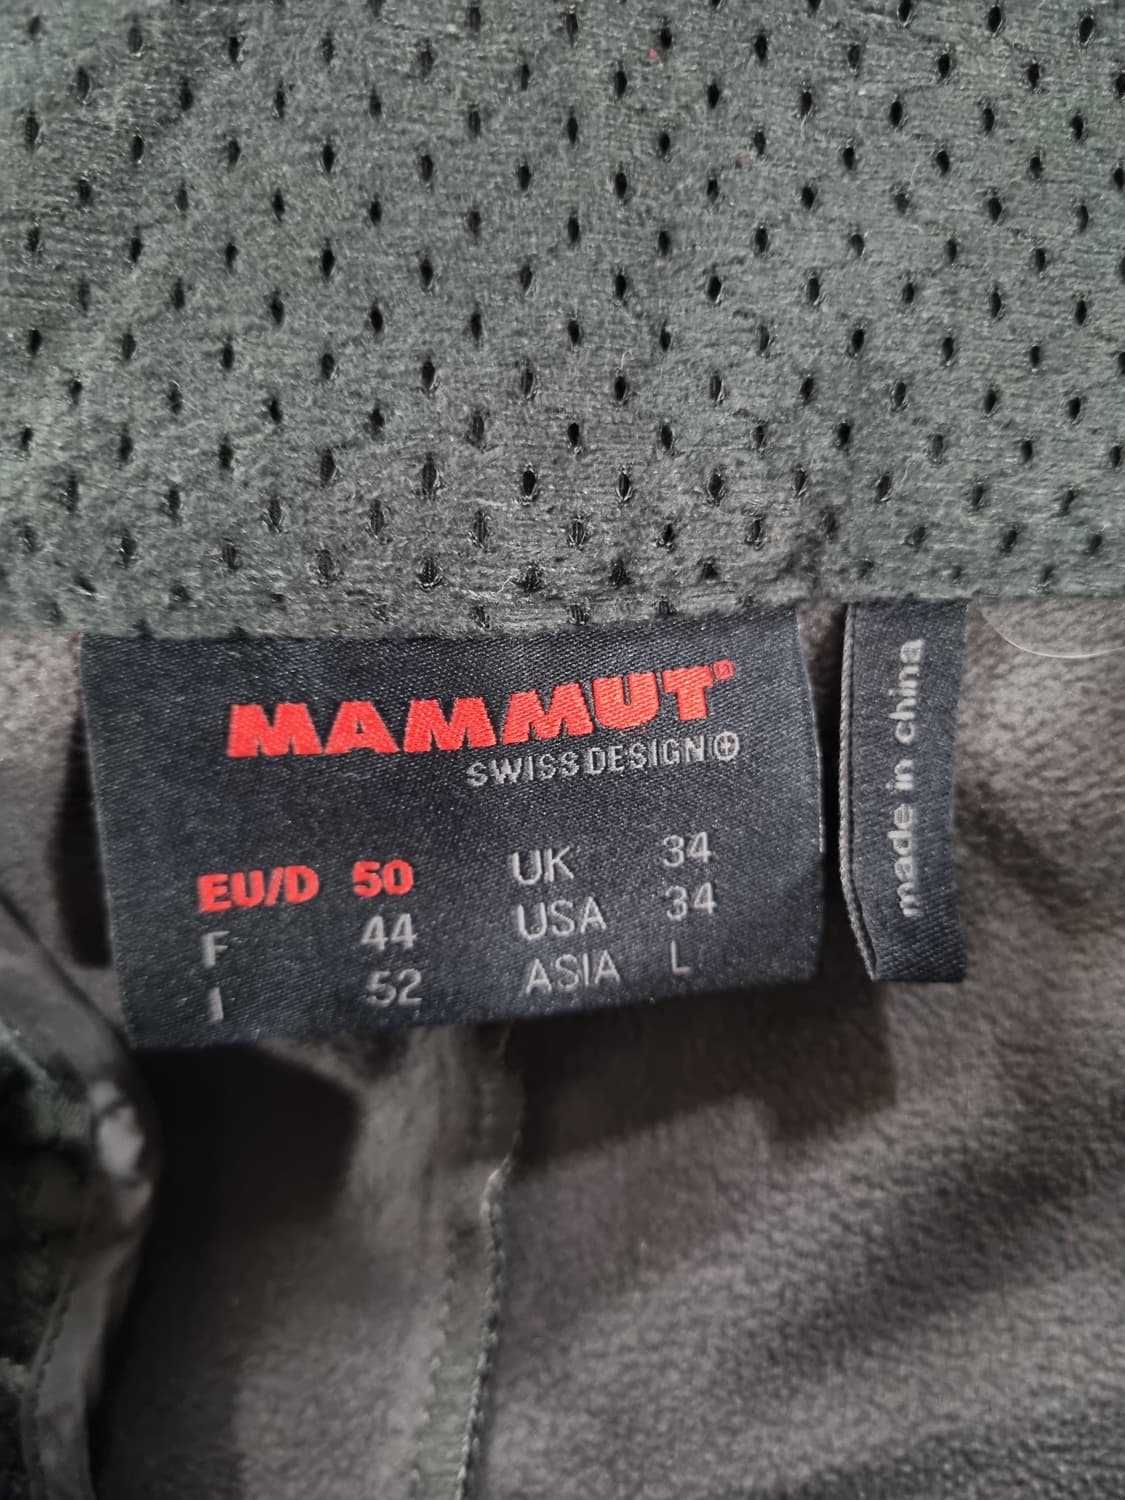 MAMMUT®
SWISS DESIGN
EU/D 50 UK 34
F 44 USA 34
I 52 ASIA L
made in china